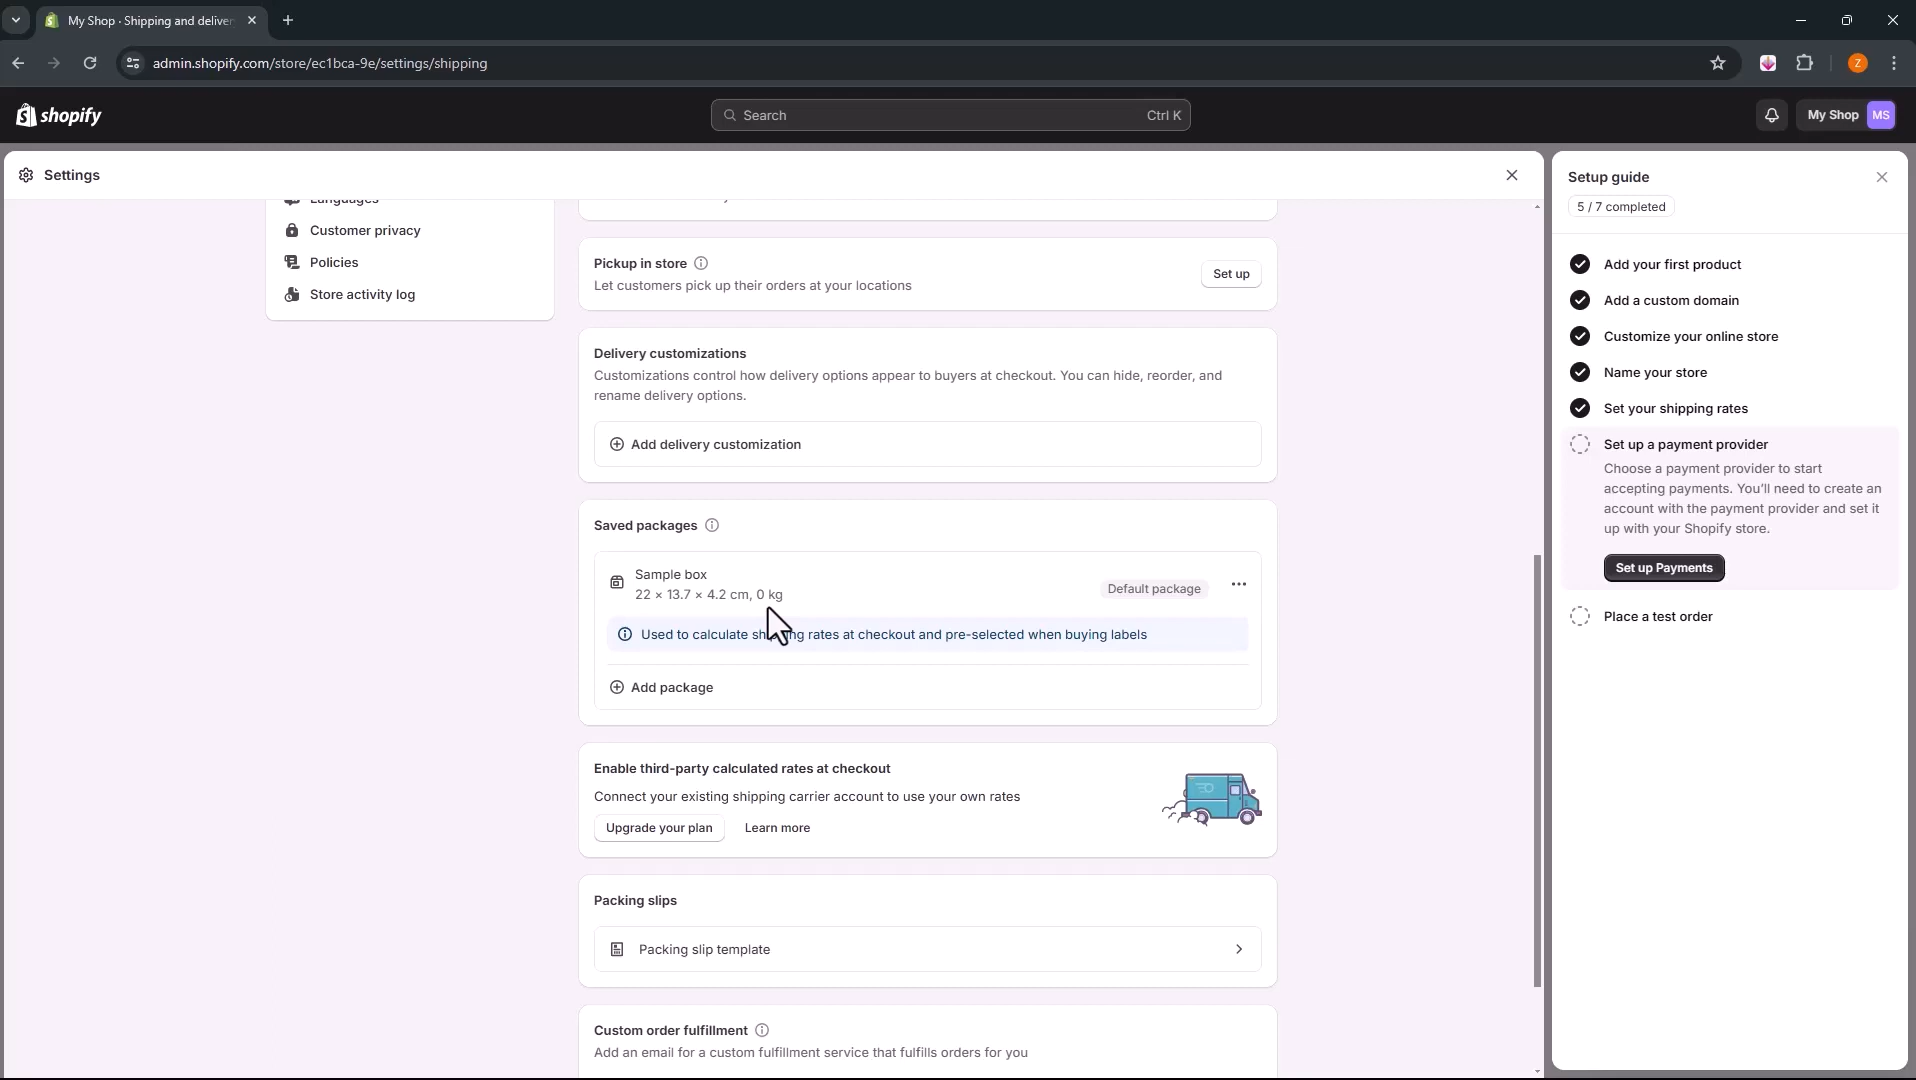 My Shop · Shipping and deliver
admin.shopify.com/store/ec1bca-9e/settings/shipping
shopify
Search
Ctrl K
My Shop
MS
Z
Settings
Languages
Customer privacy
Policies
Store activity log
Pickup in store
Let customers pick up their orders at your locations
Set up
Delivery customizations
Customizations control how delivery options appear to buyers at checkout. You can hide, reorder, and
rename delivery options.
Add delivery customization
Saved packages
Sample box
22 × 13.7 × 4.2 cm, 0 kg
Default package
Used to calculate shipping rates at checkout and pre-selected when buying labels
Add package
Enable third-party calculated rates at checkout
Connect your existing shipping carrier account to use your own rates
Upgrade your plan
Learn more
Packing slips
Packing slip template
Custom order fulfillment
Add an email for a custom fulfillment service that fulfills orders for you
Setup guide
5 / 7 completed
Add your first product
Add a custom domain
Customize your online store
Name your store
Set your shipping rates
Set up a payment provider
Choose a payment provider to start
accepting payments. You'll need to create an
account with the payment provider and set it
up with your Shopify store.
Set up Payments
Place a test order